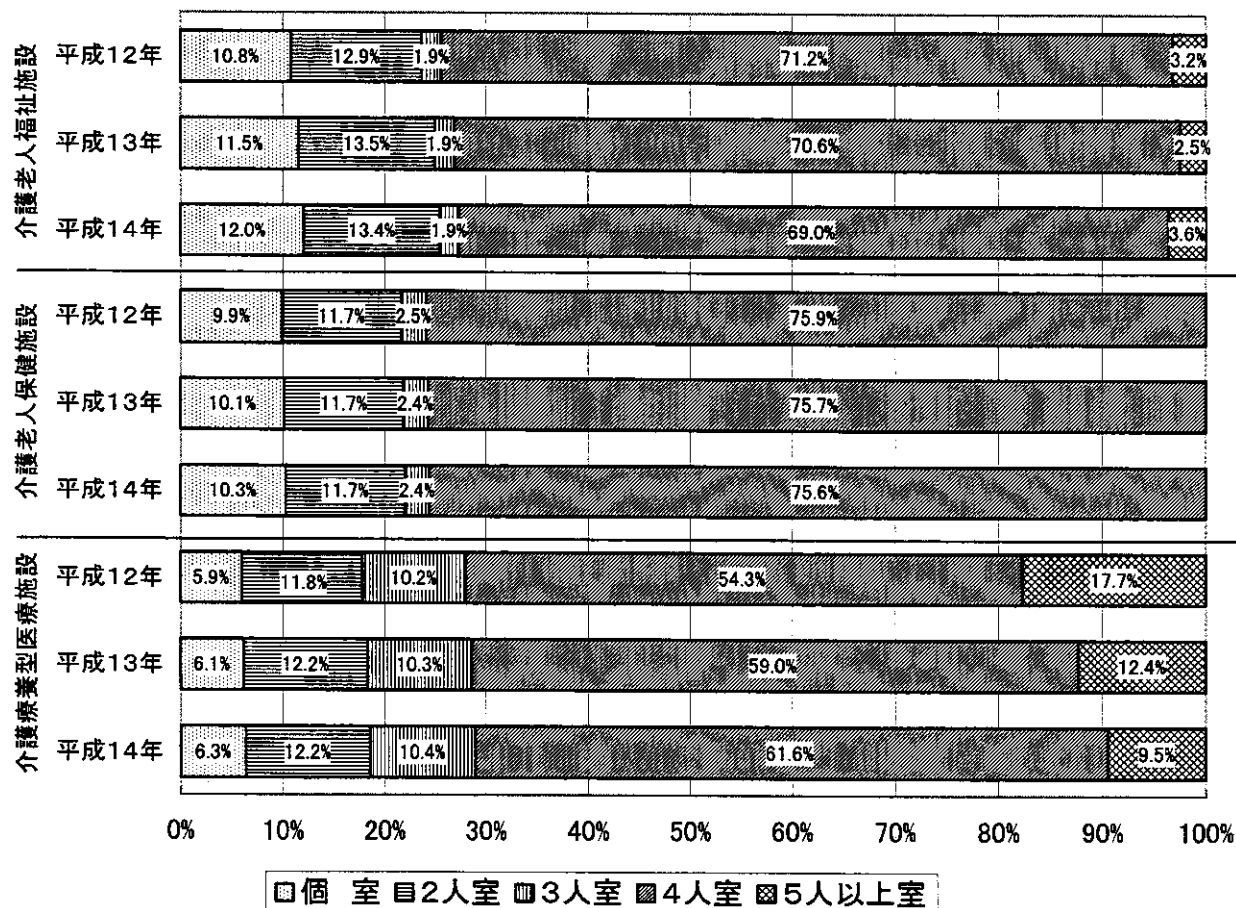 介護老人福祉施設
平成12年 10.8% 12.9% 1.9% 71.2% 3.2%
平成13年 11.5% 13.5% 1.9% 70.6% 2.5%
平成14年 12.0% 13.4% 1.9% 69.0% 3.6%
介護老人保健施設
平成12年 9.9% 11.7% 2.5% 75.9%
平成13年 10.1% 11.7% 2.4% 75.7%
平成14年 10.3% 11.7% 2.4% 75.6%
介護療養型医療施設
平成12年 5.9% 11.8% 10.2% 54.3% 17.7%
平成13年 6.1% 12.2% 10.3% 59.0% 12.4%
平成14年 6.3% 12.2% 10.4% 61.6% 9.5%
0% 10% 20% 30% 40% 50% 60% 70% 80% 90% 100%
個 室 2人室 3人室 4人室 5人以上室